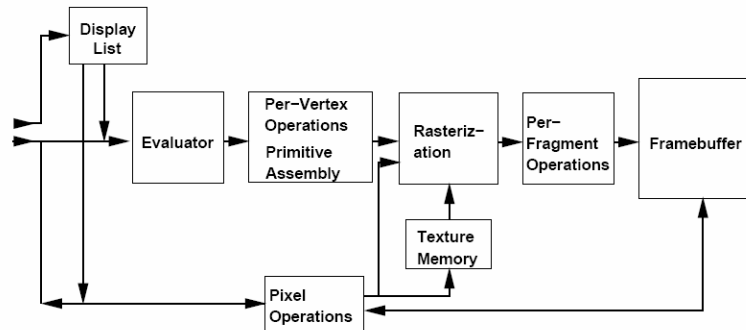 Display
List
Evaluator
Per-Vertex
Operations
Primitive
Assembly
Rasteriz-
ation
Per-
Fragment
Operations
Framebuffer
Texture
Memory
Pixel
Operations